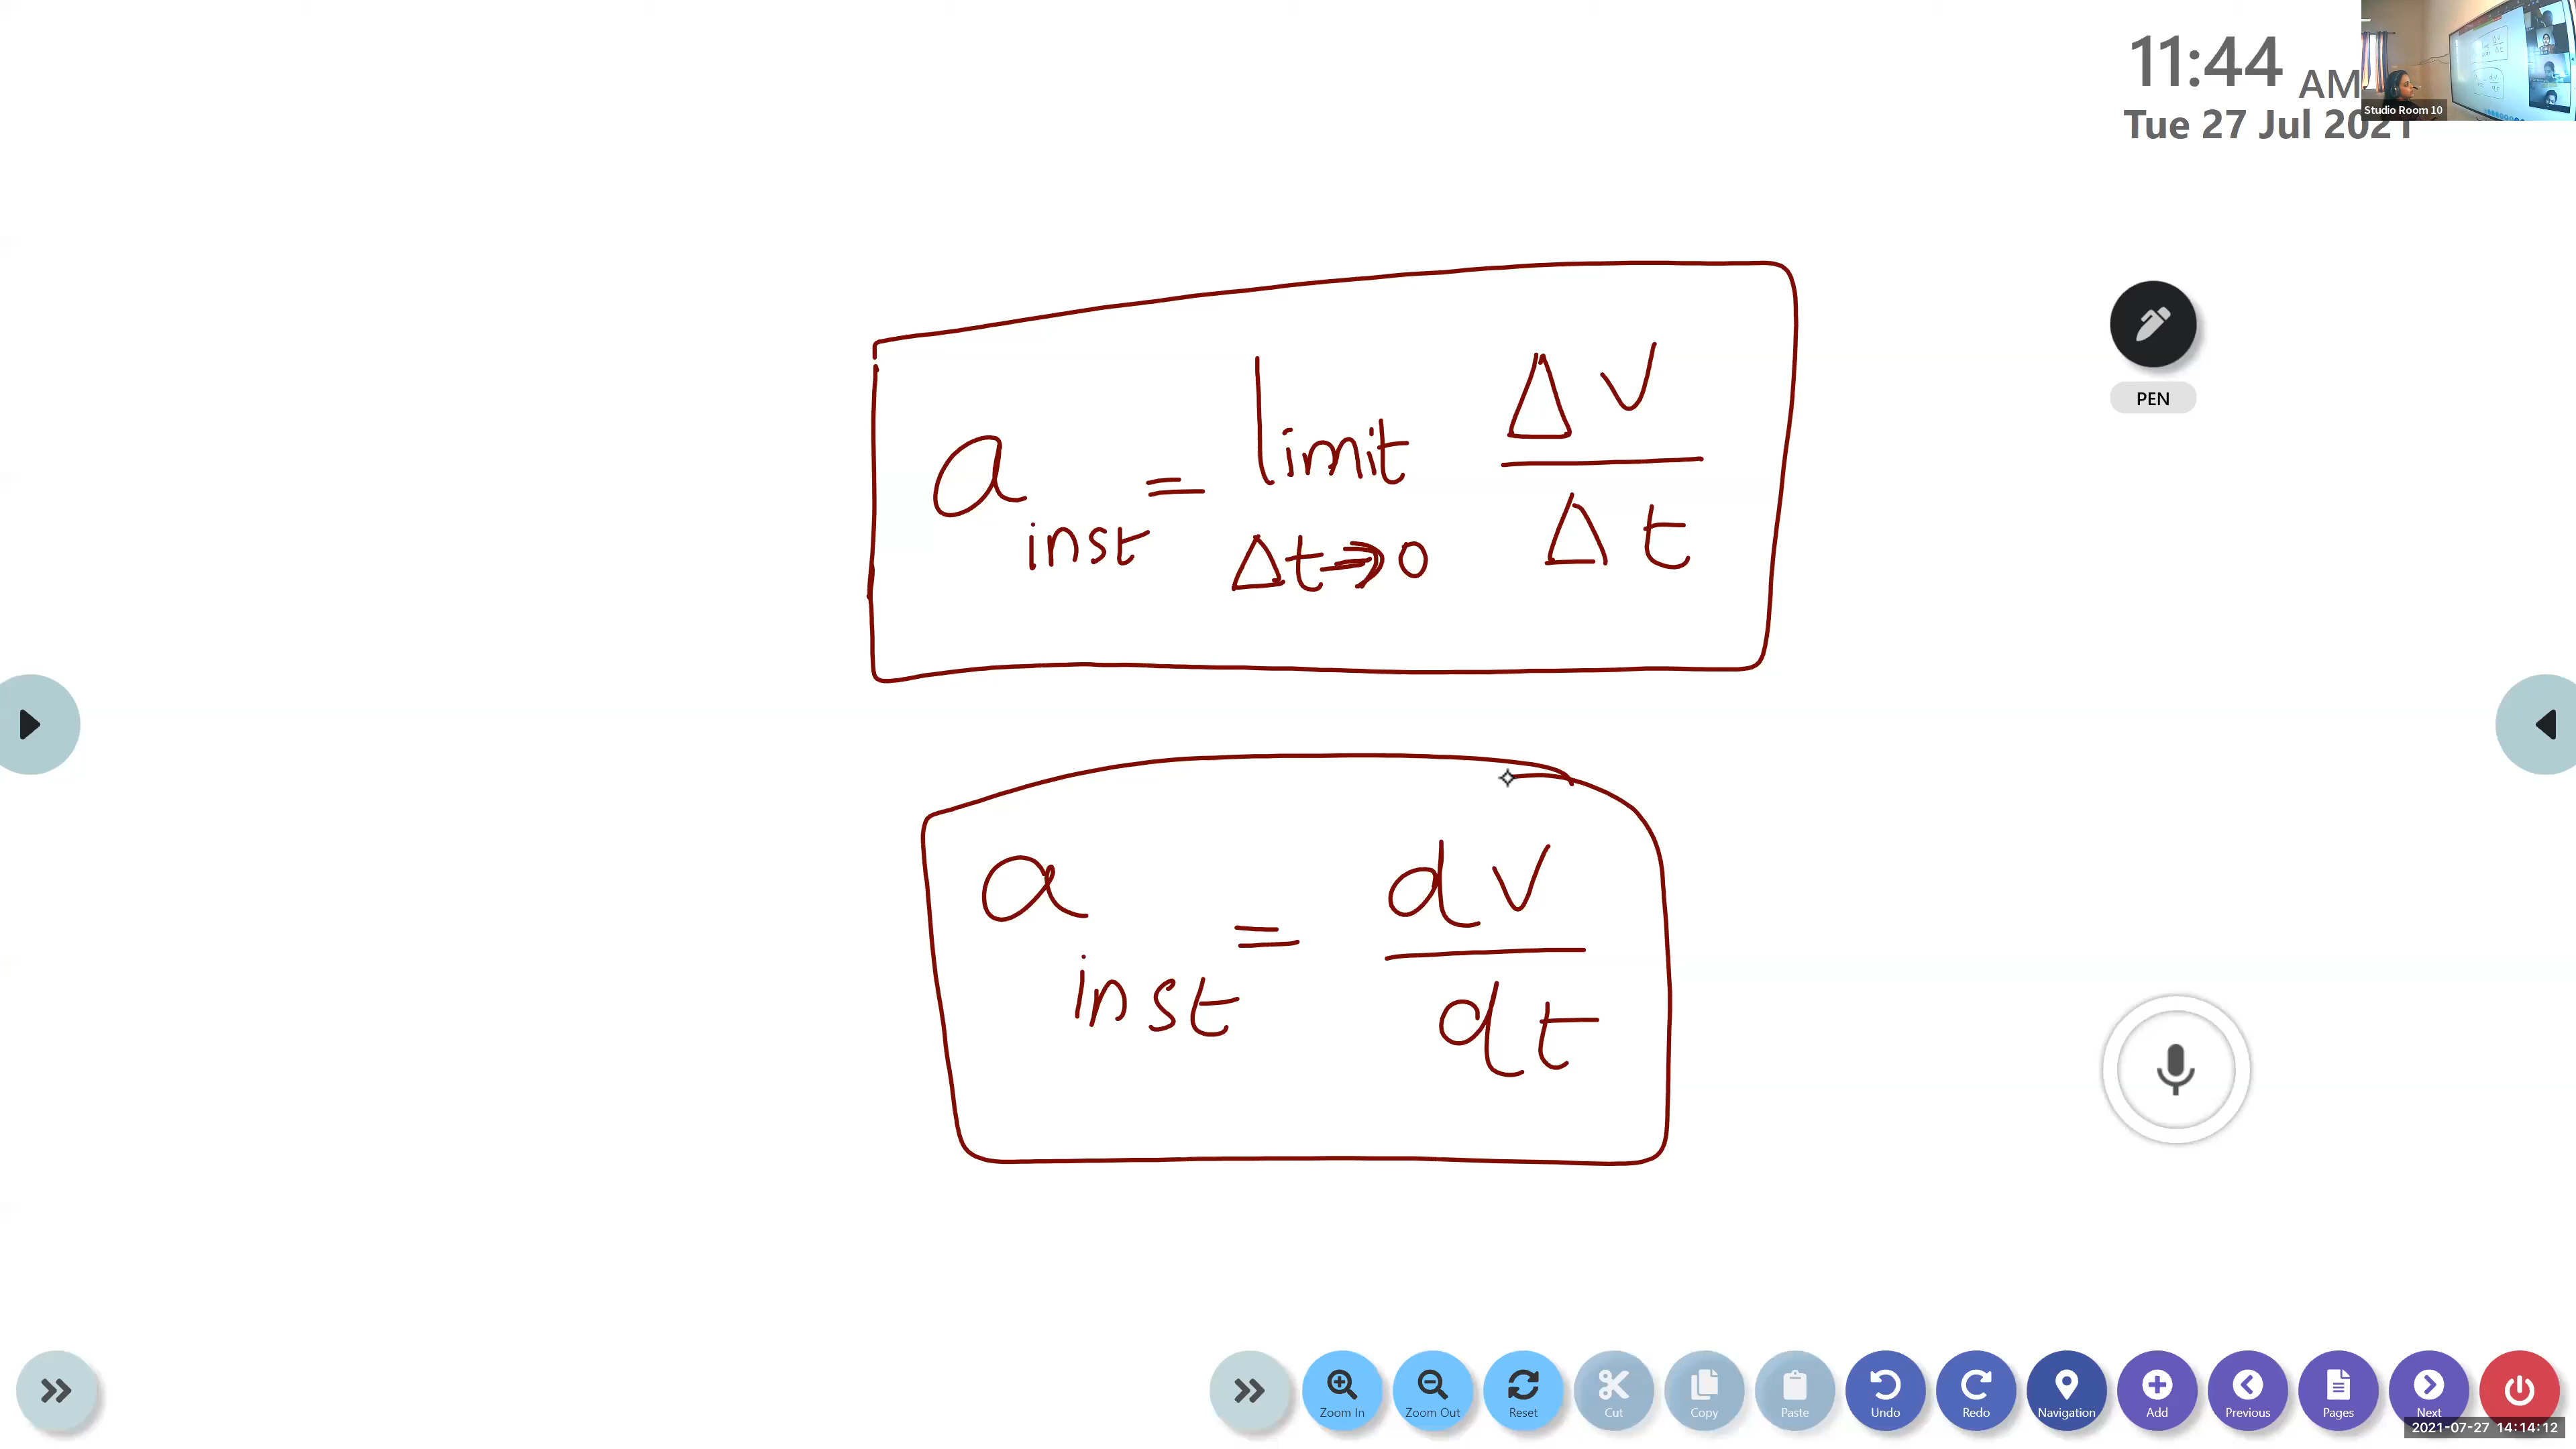 11:44 AM
Studio Room 10
Tue 27 Jul 2021
a inst = limit Δt→0 Δv / Δt
PEN
a inst = dv / dt
Zoom In Zoom Out Reset Cut Copy Paste Undo Redo Navigation Add Previous Pages Next
2021-07-27 14:14:12